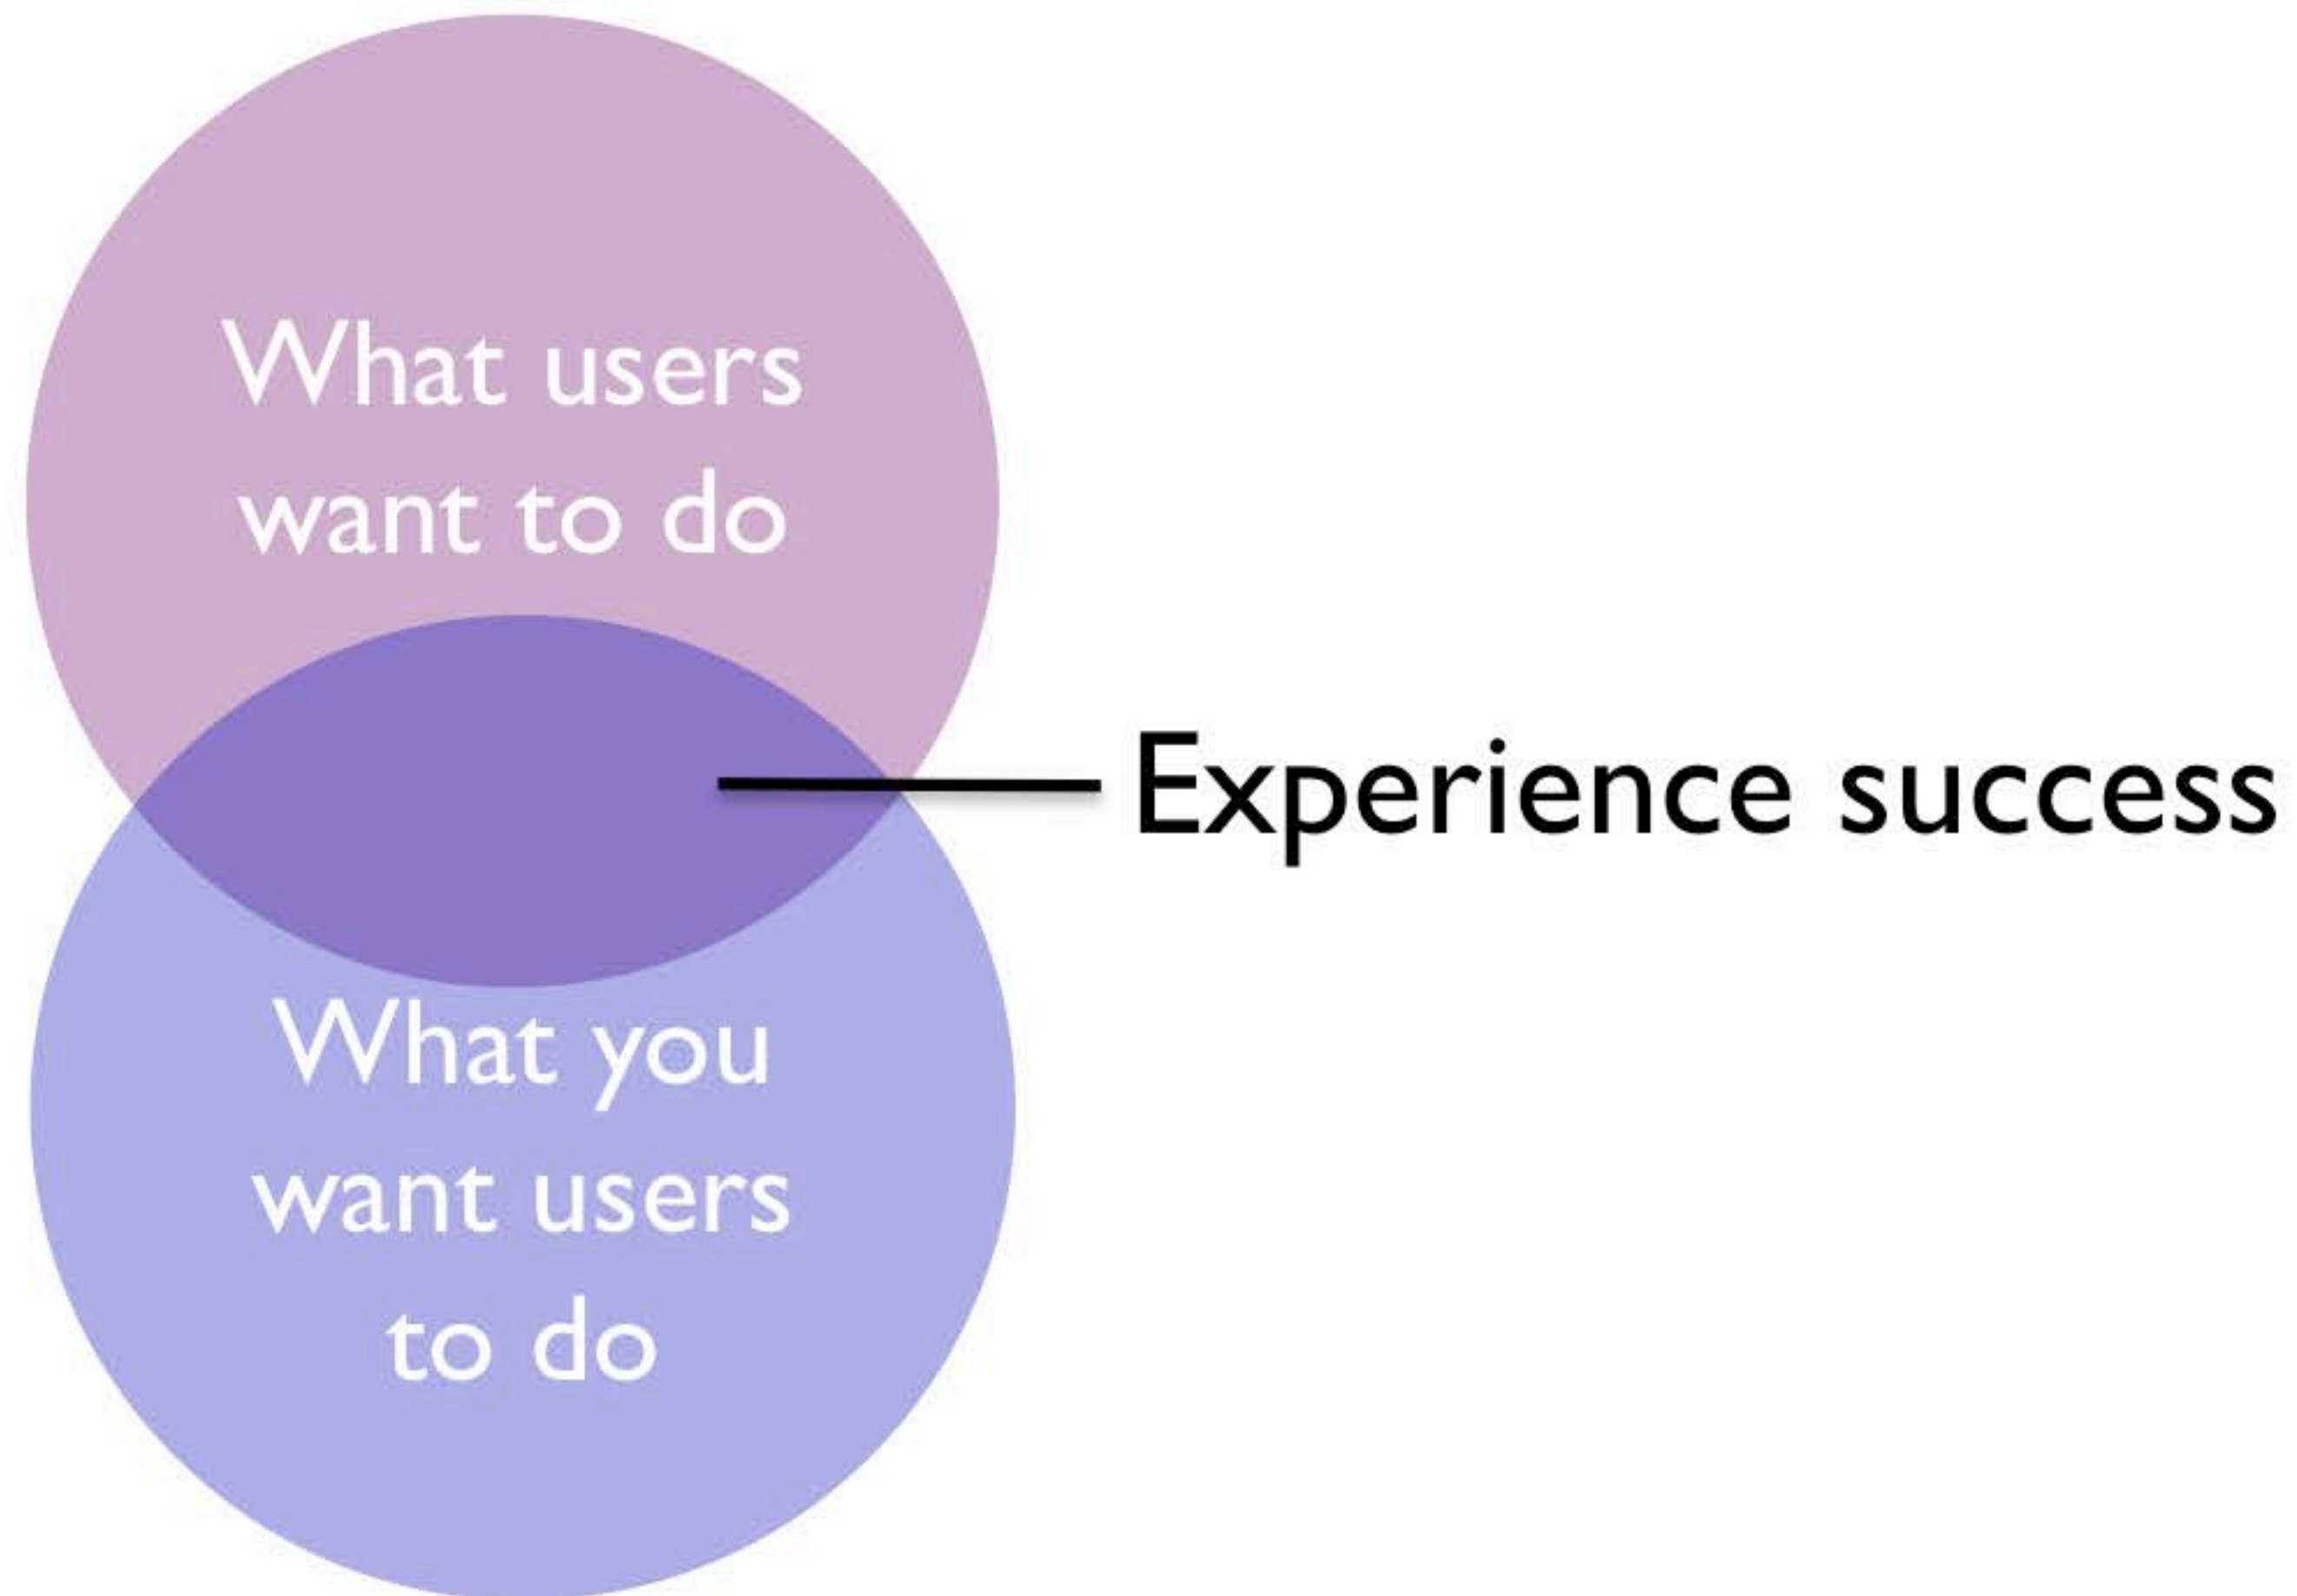 What users
want to do
Experience success
What you
want users
to do